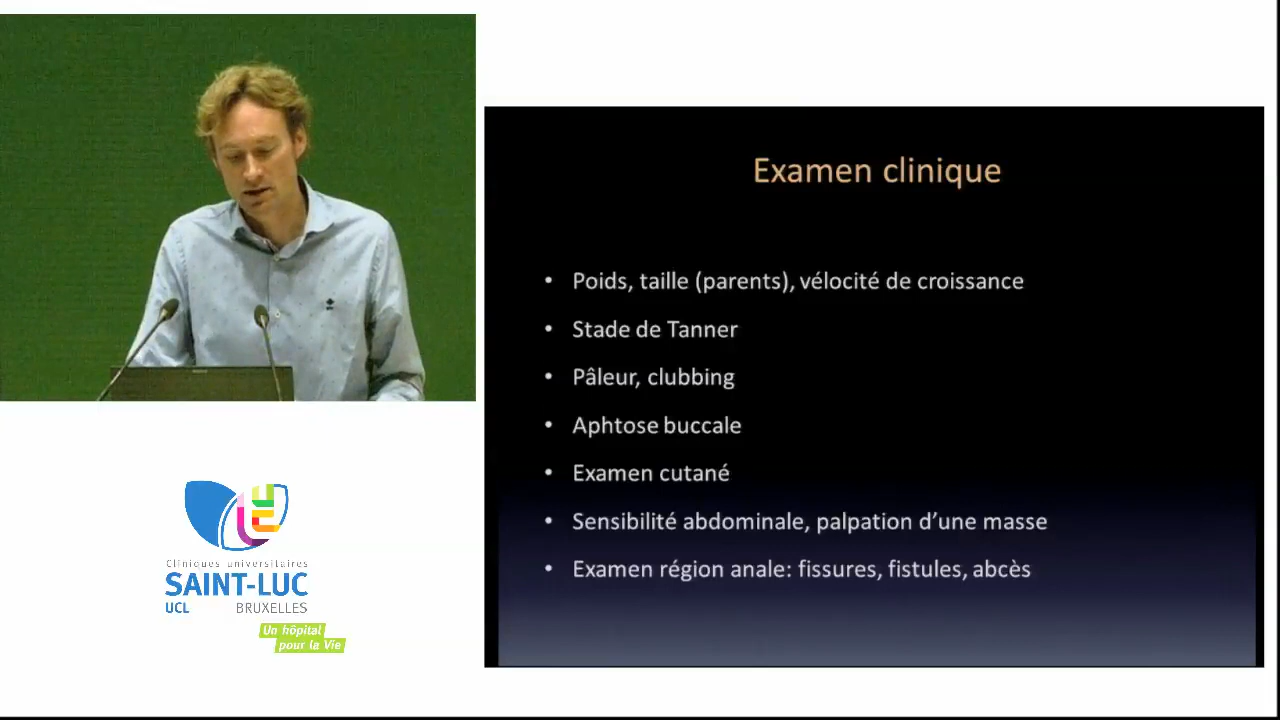 Examen clinique
• Poids, taille (parents), vélocité de croissance
• Stade de Tanner
• Pâleur, clubbing
• Aphtose buccale
• Examen cutané
• Sensibilité abdominale, palpation d’une masse
• Examen région anale: fissures, fistules, abcès
Cliniques universitaires
SAINT-LUC
UCL BRUXELLES
Un hôpital
pour la Vie